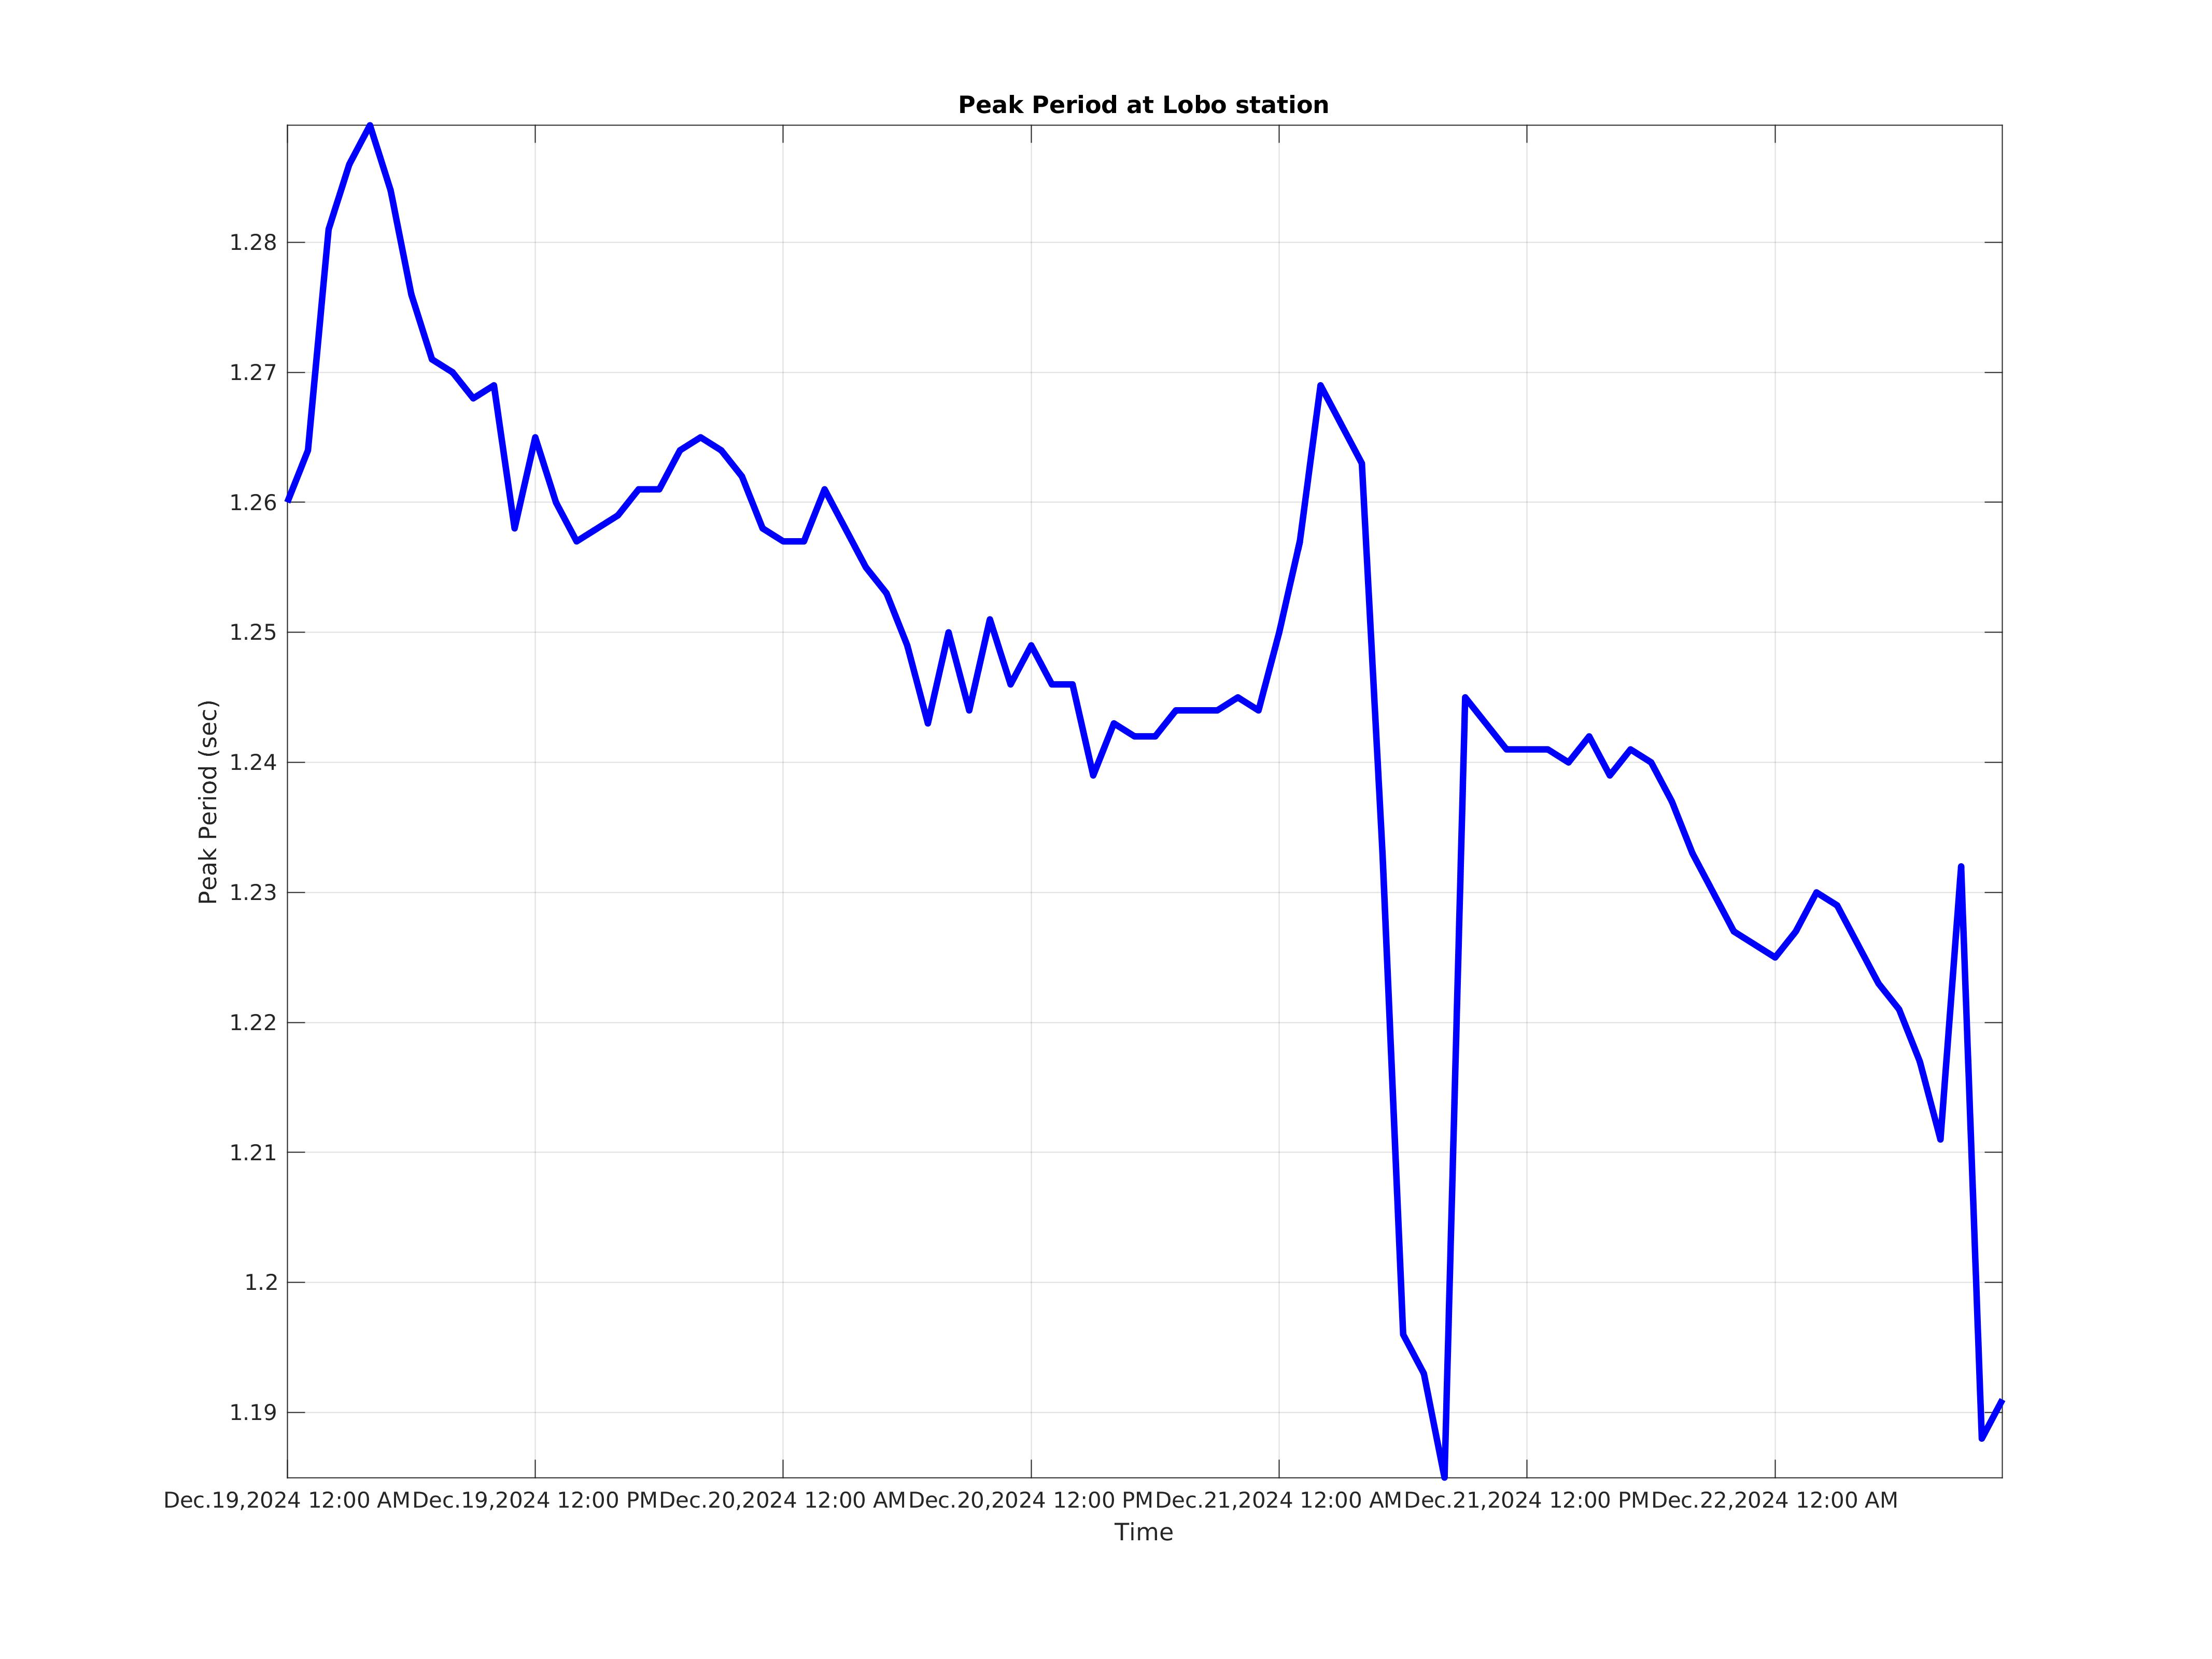 Peak Period at Lobo station
Peak Period (sec)
1.28
1.27
1.26
1.25
1.24
1.23
1.22
1.21
1.2
1.19
Dec.19,2024 12:00 AM Dec.19,2024 12:00 PM Dec.20,2024 12:00 AM Dec.20,2024 12:00 PM Dec.21,2024 12:00 AM Dec.21,2024 12:00 PM Dec.22,2024 12:00 AM
Time